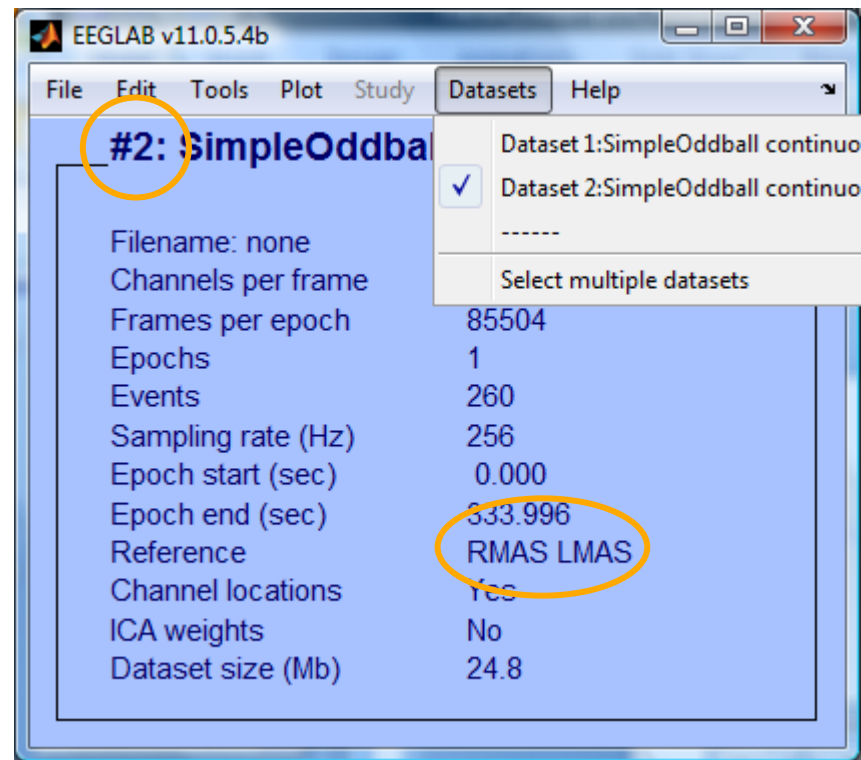 EEGLAB v11.0.5.4b
File Edit Tools Plot Study Datasets Help
#2: SimpleOddbal
Dataset 1:SimpleOddball continuo
Dataset 2:SimpleOddball continuo
------
Select multiple datasets
Filename: none
Channels per frame
Frames per epoch 85504
Epochs 1
Events 260
Sampling rate (Hz) 256
Epoch start (sec) 0.000
Epoch end (sec) 333.996
Reference RMAS LMAS
Channel locations Yes
ICA weights No
Dataset size (Mb) 24.8